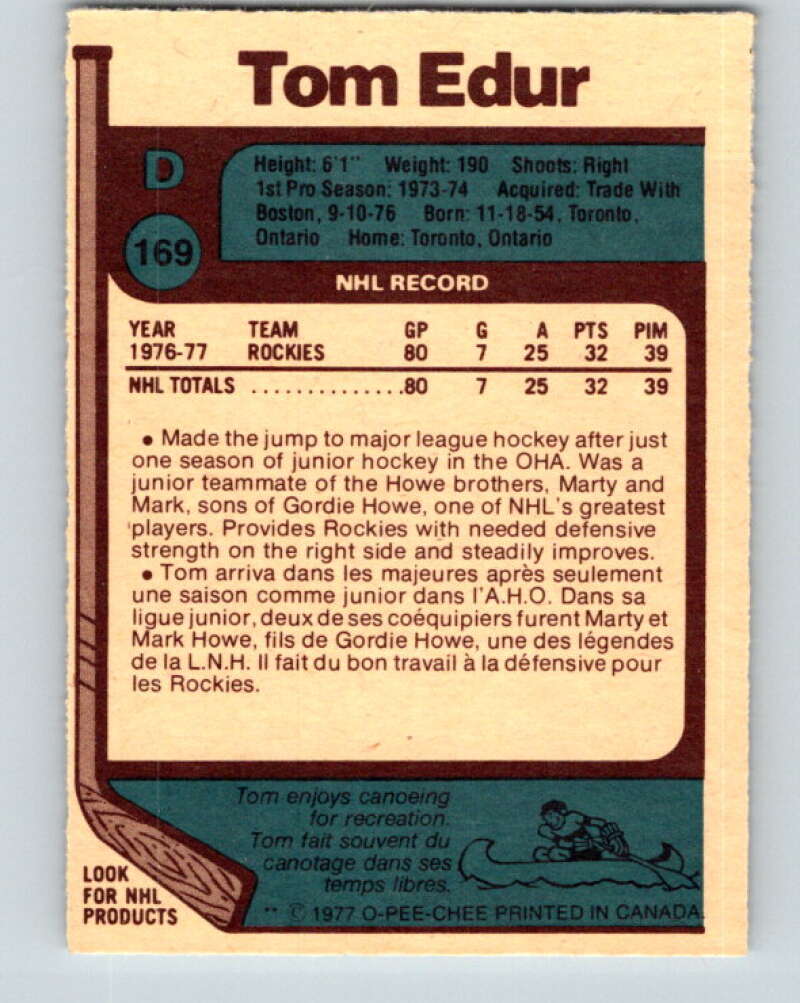 Tom Edur
D
169
Height: 6'1" Weight: 190 Shoots: Right
1st Pro Season: 1973-74 Acquired: Trade With
Boston, 9-10-76 Born: 11-18-54, Toronto,
Ontario Home: Toronto, Ontario
NHL RECORD
YEAR TEAM GP G A PTS PIM
1976-77 ROCKIES 80 7 25 32 39
NHL TOTALS ..............80 7 25 32 39
• Made the jump to major league hockey after just
one season of junior hockey in the OHA. Was a
junior teammate of the Howe brothers, Marty and
Mark, sons of Gordie Howe, one of NHL's greatest
players. Provides Rockies with needed defensive
strength on the right side and steadily improves.
• Tom arriva dans les majeures après seulement
une saison comme junior dans l'A.H.O. Dans sa
ligue junior, deux de ses coéquipiers furent Marty et
Mark Howe, fils de Gordie Howe, une des légendes
de la L.N.H. Il fait du bon travail à la défensive pour
les Rockies.
Tom enjoys canoeing
for recreation.
Tom fait souvent du
canotage dans ses
temps libres.
LOOK
FOR NHL
PRODUCTS
** © 1977 O-PEE-CHEE PRINTED IN CANADA.